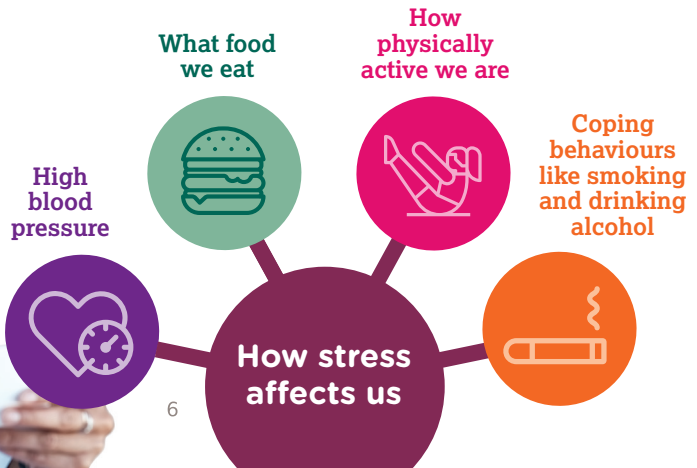 What food
we eat
How
physically
active we are
Coping
behaviours
like smoking
and drinking
alcohol
High
blood
pressure
How stress
affects us
6